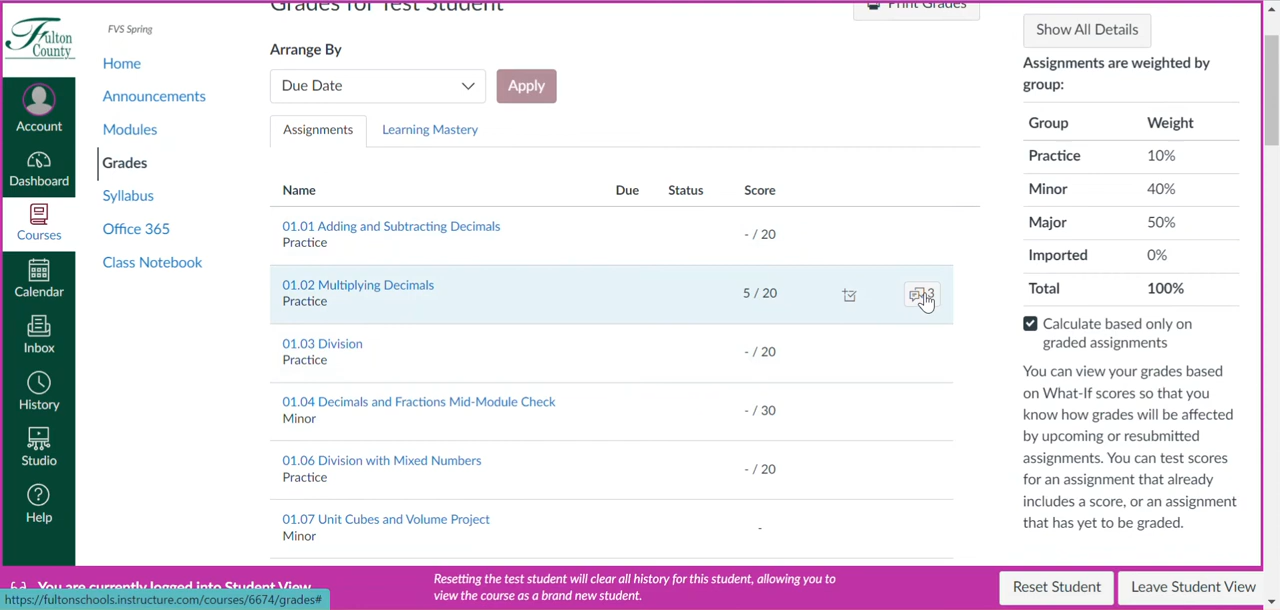 Grades for Test Student
Print Grades
Fulton
County
FVS Spring
Home
Announcements
Modules
Grades
Syllabus
Office 365
Class Notebook
Account
Dashboard
Courses
Calendar
Inbox
History
Studio
Help
Arrange By
Due Date
Apply
Assignments
Learning Mastery
Name Due Status Score
01.01 Adding and Subtracting Decimals
Practice
- / 20
01.02 Multiplying Decimals
Practice
5 / 20
3
01.03 Division
Practice
- / 20
01.04 Decimals and Fractions Mid-Module Check
Minor
- / 30
01.06 Division with Mixed Numbers
Practice
- / 20
01.07 Unit Cubes and Volume Project
Minor
-
Show All Details
Assignments are weighted by
group:
Group Weight
Practice 10%
Minor 40%
Major 50%
Imported 0%
Total 100%
Calculate based only on
graded assignments
You can view your grades based
on What-If scores so that you
know how grades will be affected
by upcoming or resubmitted
assignments. You can test scores
for an assignment that already
includes a score, or an assignment
that has yet to be graded.
You are currently logged into Student View
Resetting the test student will clear all history for this student, allowing you to
view the course as a brand new student.
Reset Student
Leave Student View
https://fultonschools.instructure.com/courses/6674/grades#